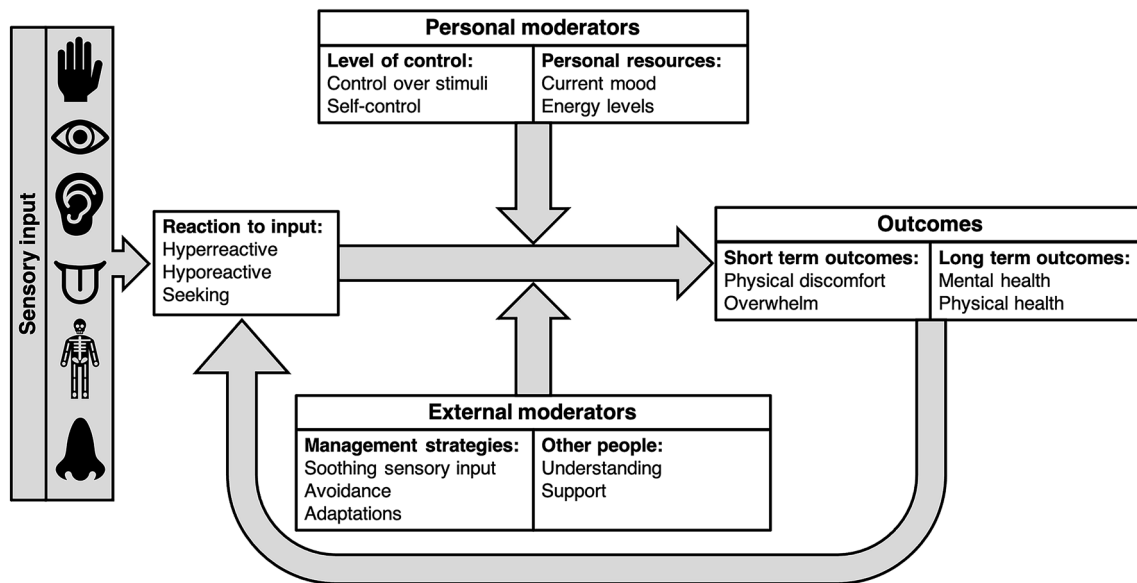 Sensory input
Personal moderators
Level of control:
Control over stimuli
Self-control
Personal resources:
Current mood
Energy levels
Reaction to input:
Hyperreactive
Hyporeactive
Seeking
Outcomes
Short term outcomes:
Physical discomfort
Overwhelm
Long term outcomes:
Mental health
Physical health
External moderators
Management strategies:
Soothing sensory input
Avoidance
Adaptations
Other people:
Understanding
Support